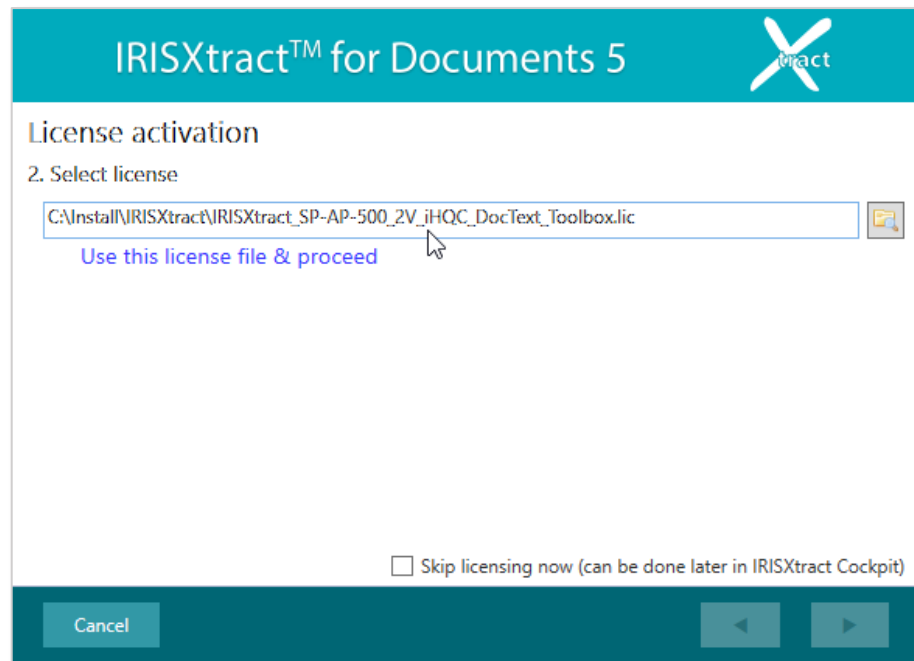 IRISXtract™ for Documents 5
Xtract
License activation
2. Select license
C:\Install\IRISXtract\IRISXtract_SP-AP-500_2V_iHQC_DocText_Toolbox.lic
Use this license file & proceed
Skip licensing now (can be done later in IRISXtract Cockpit)
Cancel